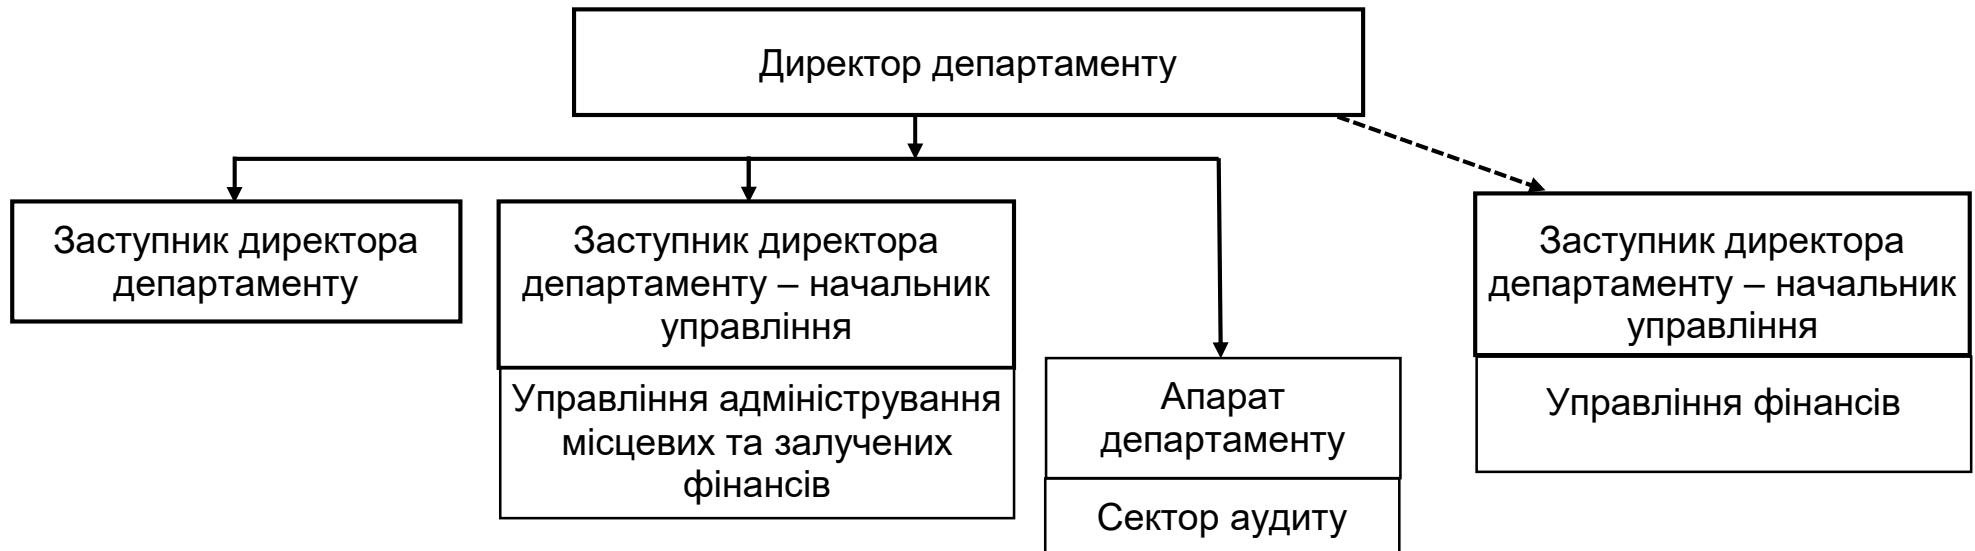 Директор департаменту
Заступник директора
департаменту
Заступник директора
департаменту – начальник
управління
Управління адміністрування
місцевих та залучених
фінансів
Апарат
департаменту
Сектор аудиту
Заступник директора
департаменту – начальник
управління
Управління фінансів